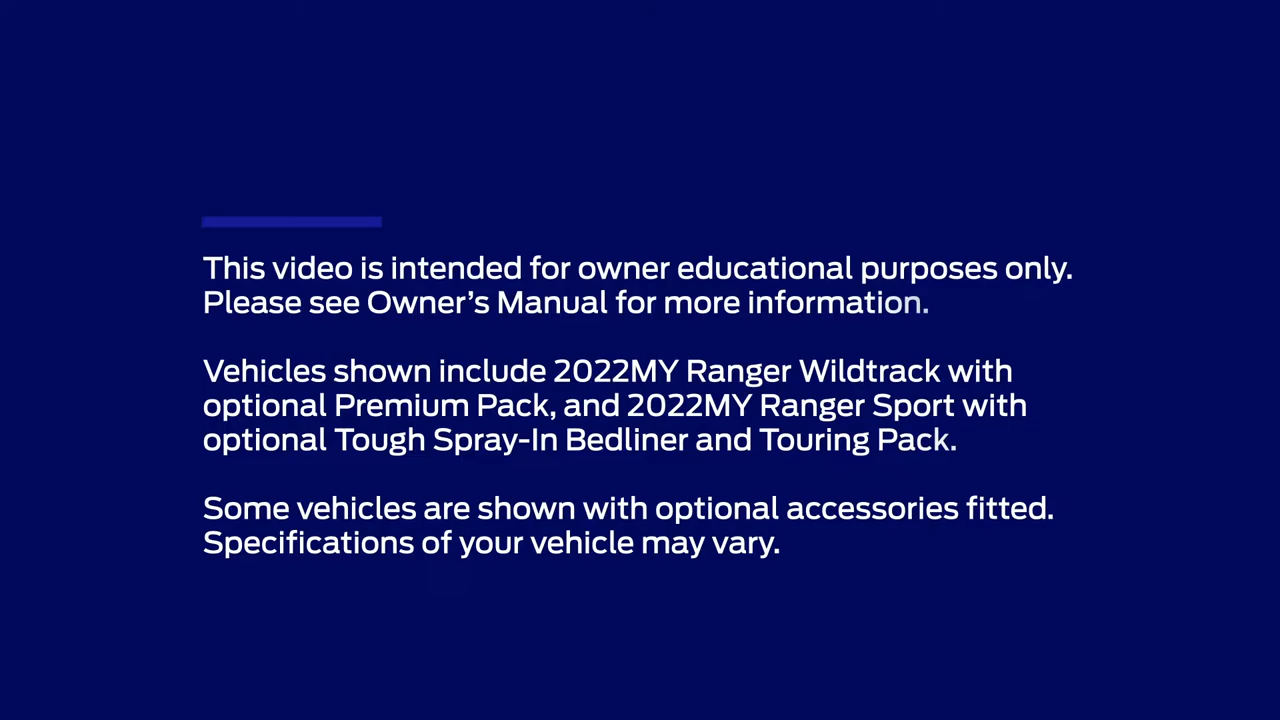 This video is intended for owner educational purposes only.
Please see Owner’s Manual for more information.
Vehicles shown include 2022MY Ranger Wildtrack with
optional Premium Pack, and 2022MY Ranger Sport with
optional Tough Spray-In Bedliner and Touring Pack.
Some vehicles are shown with optional accessories fitted.
Specifications of your vehicle may vary.